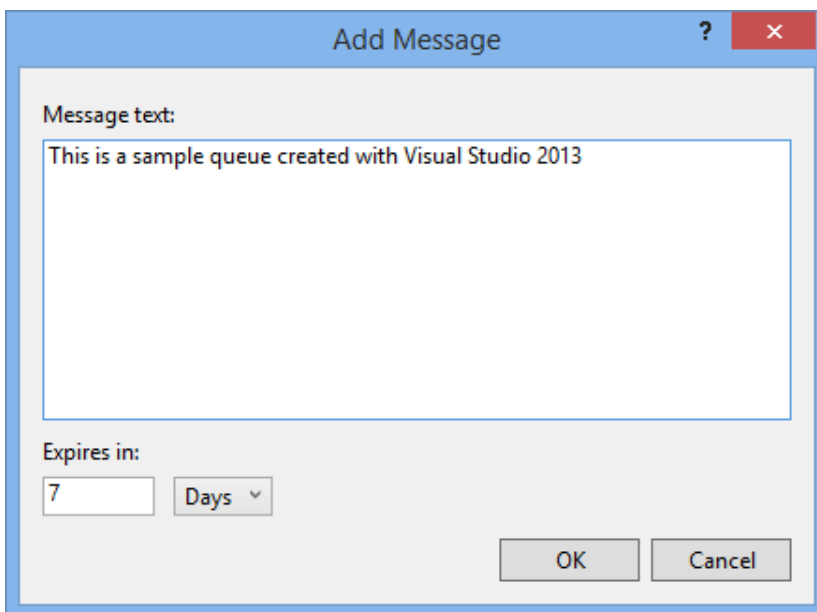 Add Message
?
Message text:
This is a sample queue created with Visual Studio 2013
Expires in:
7 Days
OK Cancel